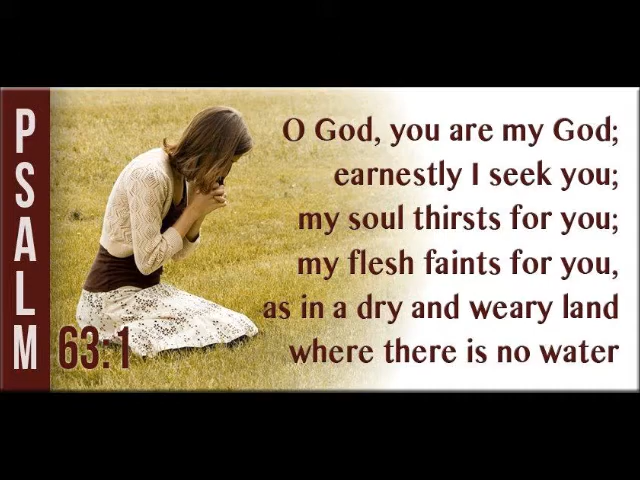 PSALM
63:1
O God, you are my God;
earnestly I seek you;
my soul thirsts for you;
my flesh faints for you,
as in a dry and weary land
where there is no water